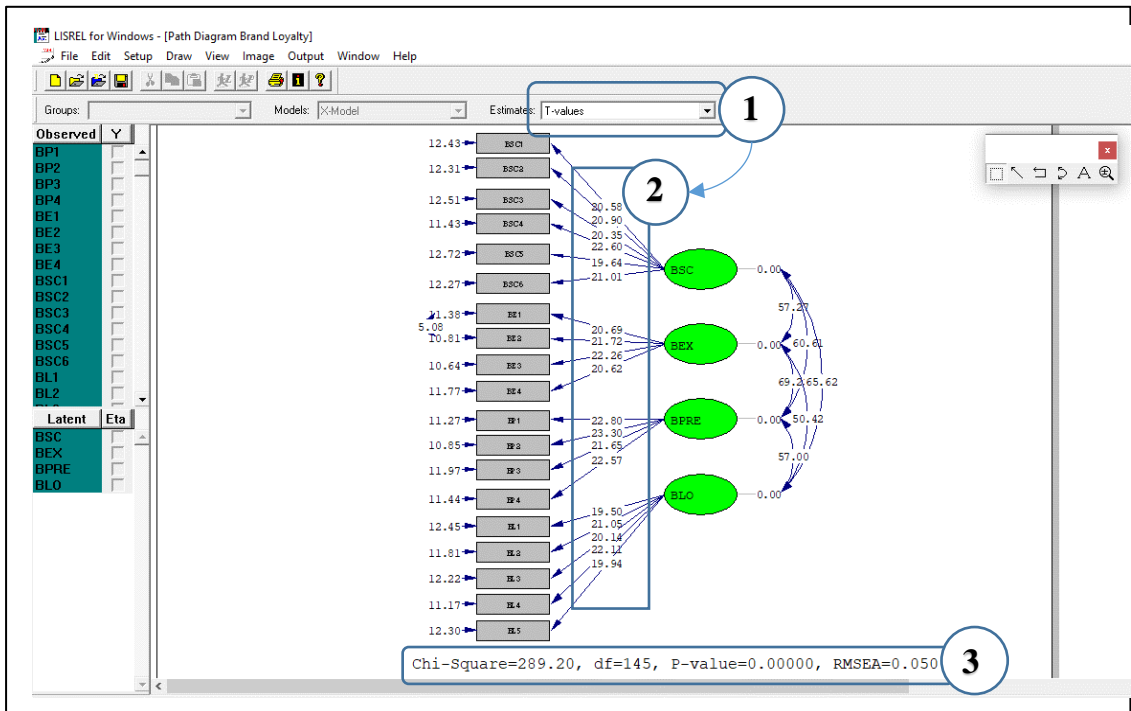 LISREL for Windows - [Path Diagram Brand Loyalty]
File Edit Setup Draw View Image Output Window Help
Groups: Models: X-Model Estimates: T-values
1
Observed Y
BP1
BP2
BP3
BP4
BE1
BE2
BE3
BE4
BSC1
BSC2
BSC3
BSC4
BSC5
BSC6
BL1
BL2
Latent Eta
BSC
BEX
BPRE
BLO
12.43 BSC1
12.31 BSC2
12.51 BSC3
11.43 BSC4
12.72 BSC5
12.27 BSC6
11.38 BE1
5.08
10.81 BE2
10.64 BE3
11.77 BE4
11.27 BP1
10.85 BP2
11.97 BP3
11.44 BP4
12.45 BL1
11.81 BL2
12.22 BL3
11.17 BL4
12.30 BL5
2
20.58
20.90
20.35
22.60
19.64
21.01
20.69
21.72
22.26
20.62
22.80
23.30
21.65
22.57
19.50
21.05
20.14
22.11
19.94
BSC 0.00
BEX 0.00
BPRE 0.00
BLO 0.00
57.27
60.61
69.2 65.62
50.42
57.00
A
x
Chi-Square=289.20, df=145, P-value=0.00000, RMSEA=0.050
3